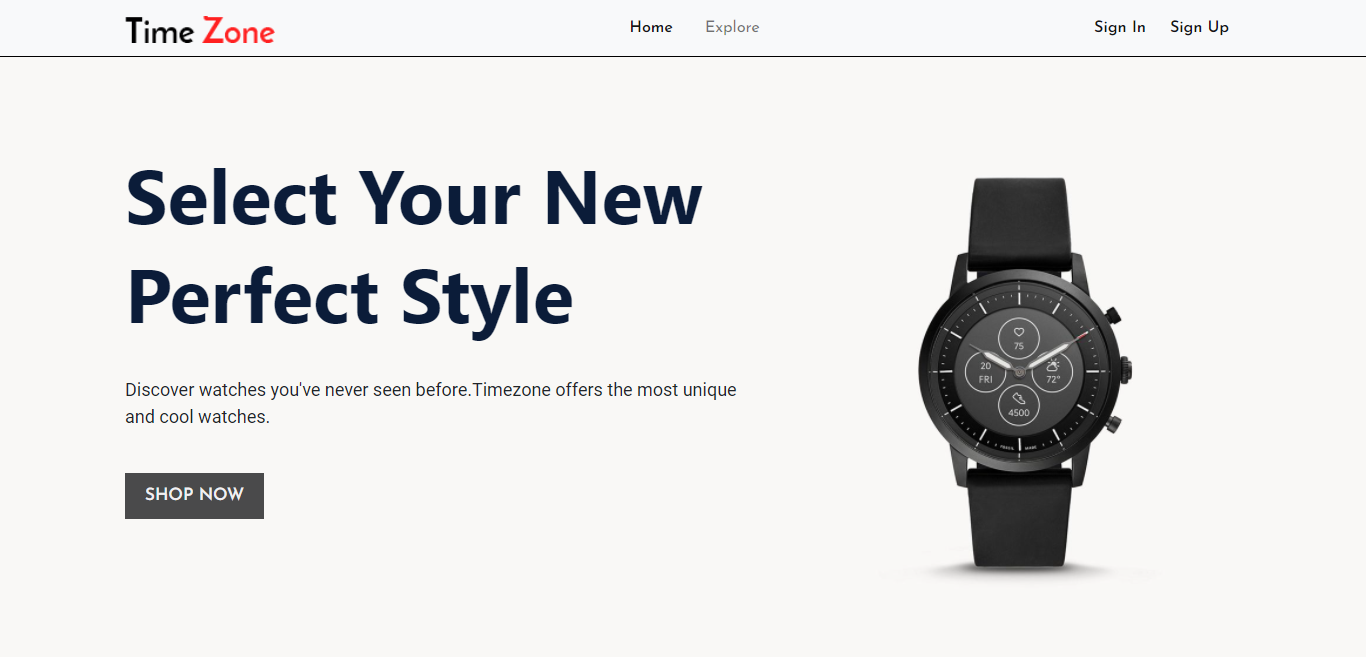 Time Zone
Home
Explore
Sign In
Sign Up
Select Your New
Perfect Style
Discover watches you've never seen before.Timezone offers the most unique
and cool watches.
SHOP NOW
75
20
FRI
72°
4500